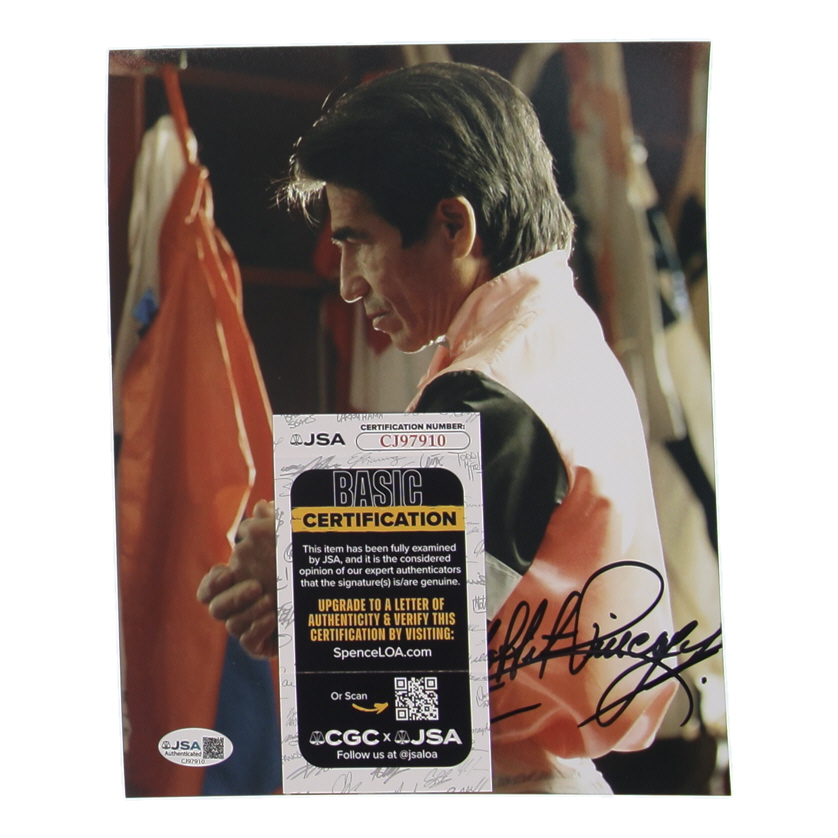 JSA
CERTIFICATION NUMBER:
CJ97910
BASIC
CERTIFICATION
This item has been fully examined
by JSA, and it is the considered
opinion of our expert authenticators
that the signature(s) is/are genuine.
UPGRADE TO A LETTER OF
AUTHENTICITY & VERIFY THIS
CERTIFICATION BY VISITING:
SpenceLOA.com
Or Scan
CGC x JSA
Follow us at @jsaloa
JSA
Authenticated
CJ97910